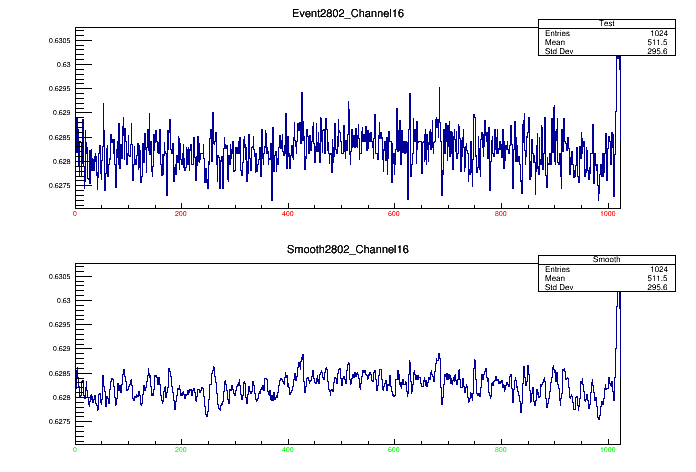 Event2802_Channel16
Test
Entries 1024
Mean 511.5
Std Dev 295.6
0.6305
0.63
0.6295
0.629
0.6285
0.628
0.6275
0 200 400 600 800 1000
Smooth2802_Channel16
Smooth
Entries 1024
Mean 511.5
Std Dev 295.6
0.6305
0.63
0.6295
0.629
0.6285
0.628
0.6275
0 200 400 600 800 1000